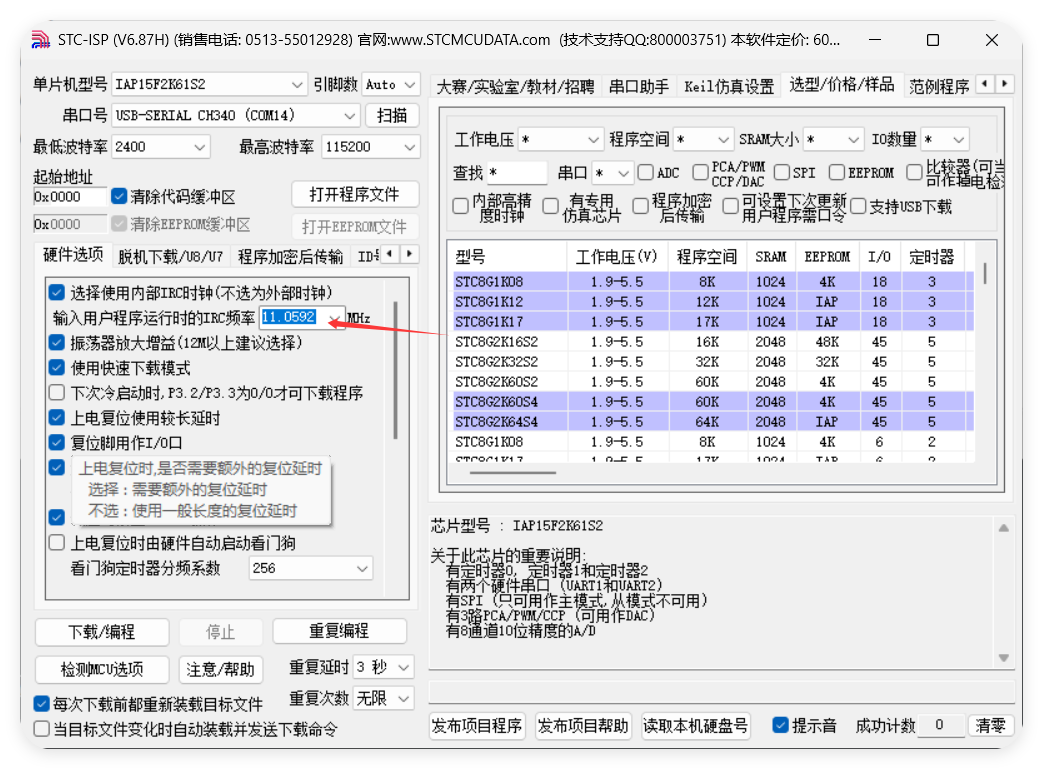 STC-ISP (V6.87H) (销售电话: 0513-55012928) 官网:www.STCMCUDATA.com (技术支持QQ:800003751) 本软件定价: 60...
单片机型号 IAP15F2K61S2 引脚数 Auto
串口号 USB-SERIAL CH340 (COM14) 扫描
最低波特率 2400 最高波特率 115200
起始地址
0x0000 清除代码缓冲区 打开程序文件
0x0000 清除EEPROM缓冲区 打开EEPROM文件
硬件选项 脱机下载/U8/U7 程序加密后传输
选择使用内部IRC时钟(不选为外部时钟)
输入用户程序运行时的IRC频率 11.0592 MHz
振荡器放大增益(12M以上建议选择)
使用快速下载模式
下次冷启动时,P3.2/P3.3为0/0才可下载程序
上电复位使用较长延时
复位脚用作I/O口
上电复位时,是否需要额外的复位延时
选择：需要额外的复位延时
不选：使用一般长度的复位延时
上电复位时由硬件自动启动看门狗
看门狗定时器分频系数 256
下载/编程 停止 重复编程
检测MCU选项 注意/帮助 重复延时 3 秒
每次下载前都重新装载目标文件 重复次数 无限
当目标文件变化时自动装载并发送下载命令
大赛/实验室/教材/招聘 串口助手 Keil仿真设置 选型/价格/样品 范例程序
工作电压 * 程序空间 * SRAM大小 * IO数量 *
查找 * 串口 * ADC PCA/PWM CCP/DAC SPI EEPROM 比较器(可当 可作掉电检
内部高精度时钟 有专用仿真芯片 程序加密后传输 可设置下次更新用户程序需口令 支持USB下载
型号 工作电压(V) 程序空间 SRAM EEPROM I/O 定时器
STC8G1K08 1.9-5.5 8K 1024 4K 18 3
STC8G1K12 1.9-5.5 12K 1024 IAP 18 3
STC8G1K17 1.9-5.5 17K 1024 IAP 18 3
STC8G2K16S2 1.9-5.5 16K 2048 48K 45 5
STC8G2K32S2 1.9-5.5 32K 2048 32K 45 5
STC8G2K60S2 1.9-5.5 60K 2048 4K 45 5
STC8G2K60S4 1.9-5.5 60K 2048 4K 45 5
STC8G2K64S4 1.9-5.5 64K 2048 IAP 45 5
STC8G1K08 1.9-5.5 8K 1024 4K 6 2
STC8G1K17 1.9-5.5 17K 1024 IAP 6 2
芯片型号 : IAP15F2K61S2
关于此芯片的重要说明:
有定时器0, 定时器1和定时器2
有两个硬件串口 (UART1和UART2)
有SPI (只可用作主模式,从模式不可用)
有3路PCA/PWM/CCP (可用作DAC)
有8通道10位精度的A/D
发布项目程序 发布项目帮助 读取本机硬盘号 提示音 成功计数 0 清零